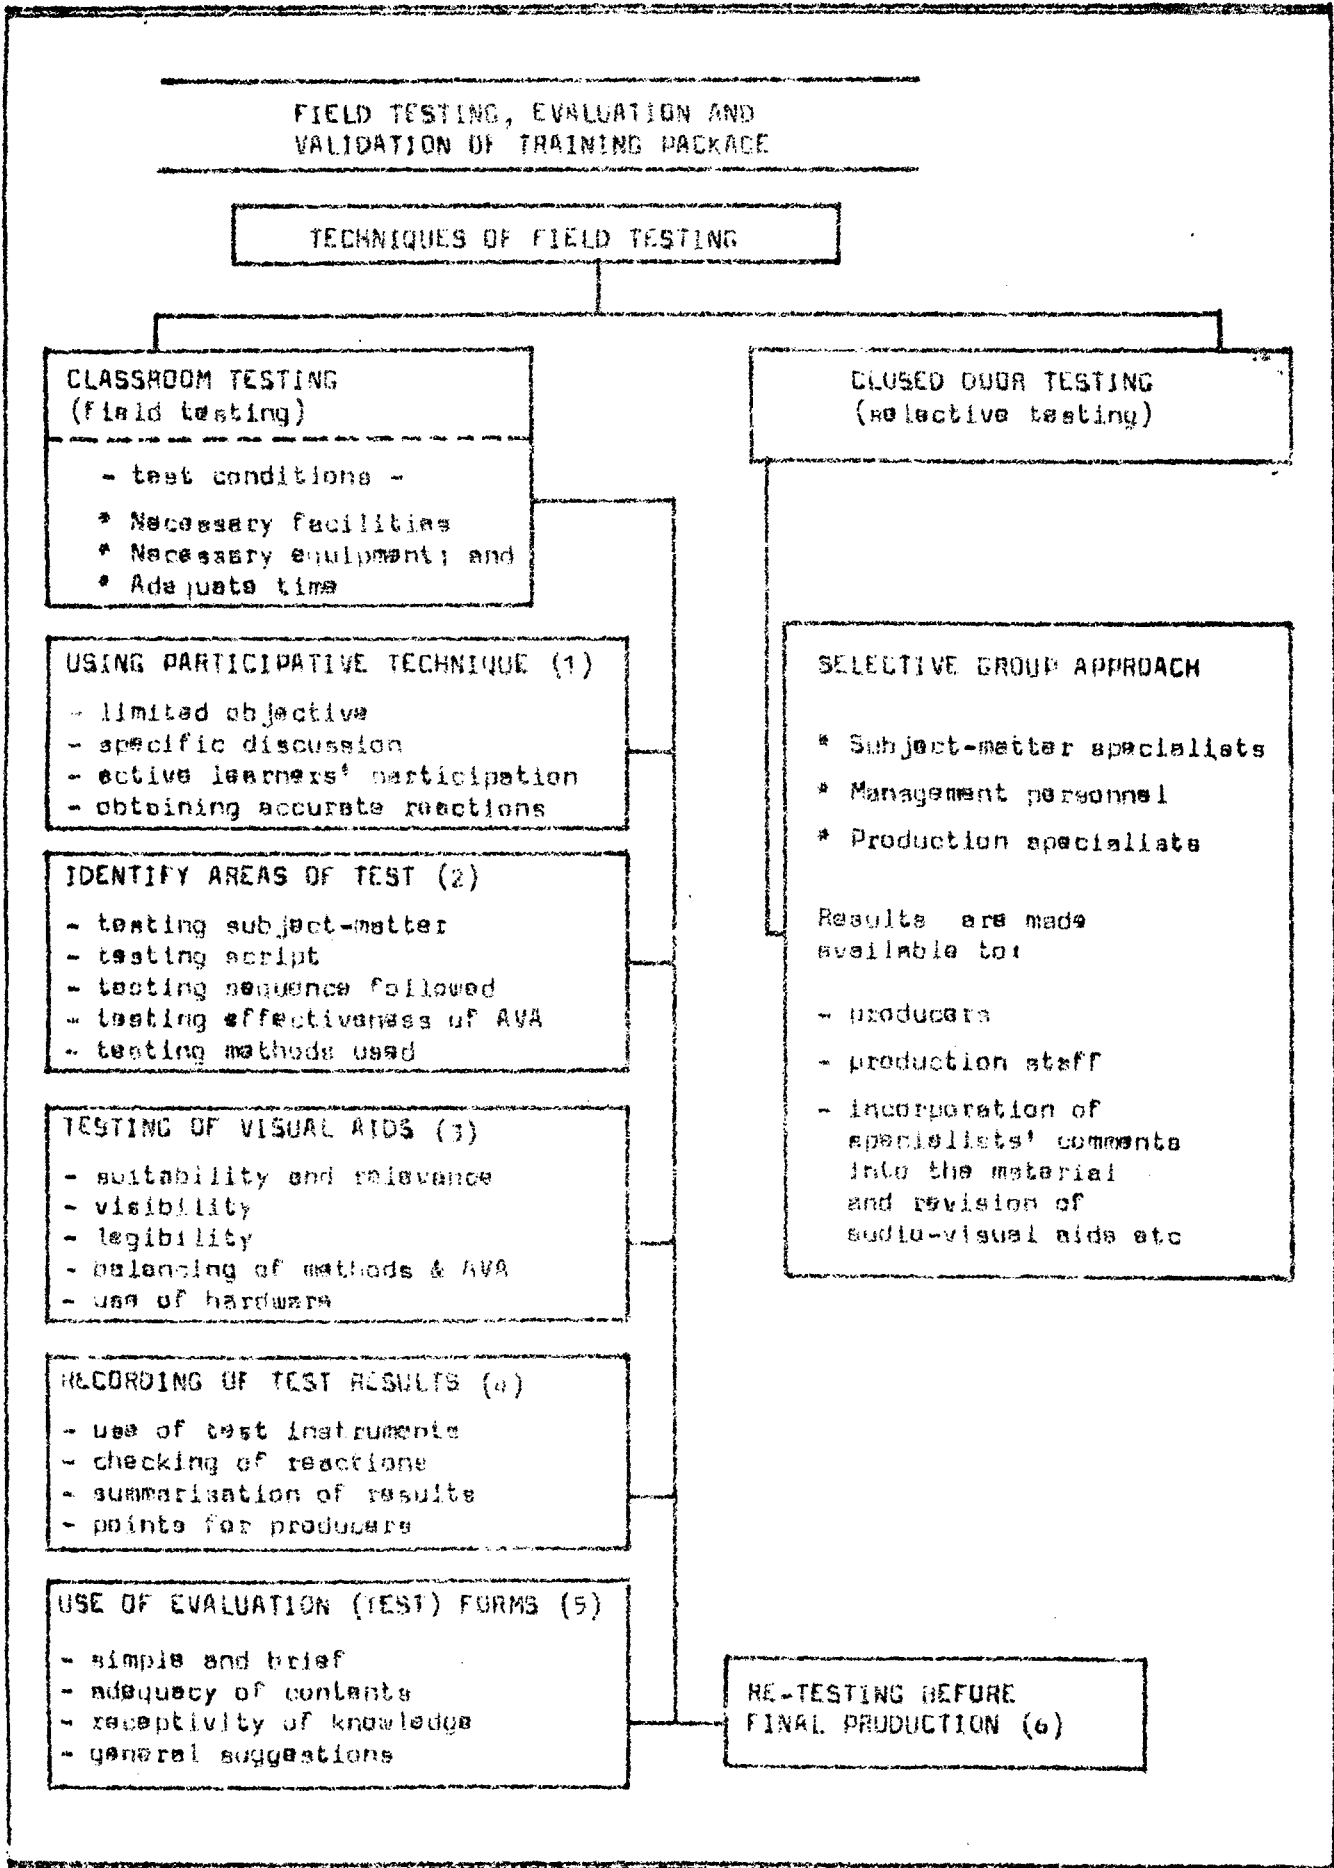 FIELD TESTING, EVALUATION AND
VALIDATION OF TRAINING PACKAGE
TECHNIQUES OF FIELD TESTING
CLASSROOM TESTING
(field testing)
- test conditions -
* Necessary facilities
* Necessary equipment; and
* Adequate time
CLOSED DOOR TESTING
(selective testing)
USING PARTICIPATIVE TECHNIQUE (1)
- limited objective
- specific discussion
- active learners' participation
- obtaining accurate reactions
IDENTIFY AREAS OF TEST (2)
- testing subject-matter
- testing script
- testing sequence followed
- testing effectiveness of AVA
- testing methods used
TESTING OF VISUAL AIDS (3)
- suitability and relevance
- visibility
- legibility
- balancing of methods & AVA
- use of hardware
RECORDING OF TEST RESULTS (4)
- use of test instruments
- checking of reactions
- summarisation of results
- points for producers
USE OF EVALUATION (TEST) FORMS (5)
- simple and brief
- adequacy of contents
- receptivity of knowledge
- general suggestions
SELECTIVE GROUP APPROACH
* Subject-matter specialists
* Management personnel
* Production specialists
Results are made
available to:
- producers
- production staff
- incorporation of
specialists' comments
into the material
and revision of
audio-visual aids etc
RE-TESTING BEFORE
FINAL PRODUCTION (6)